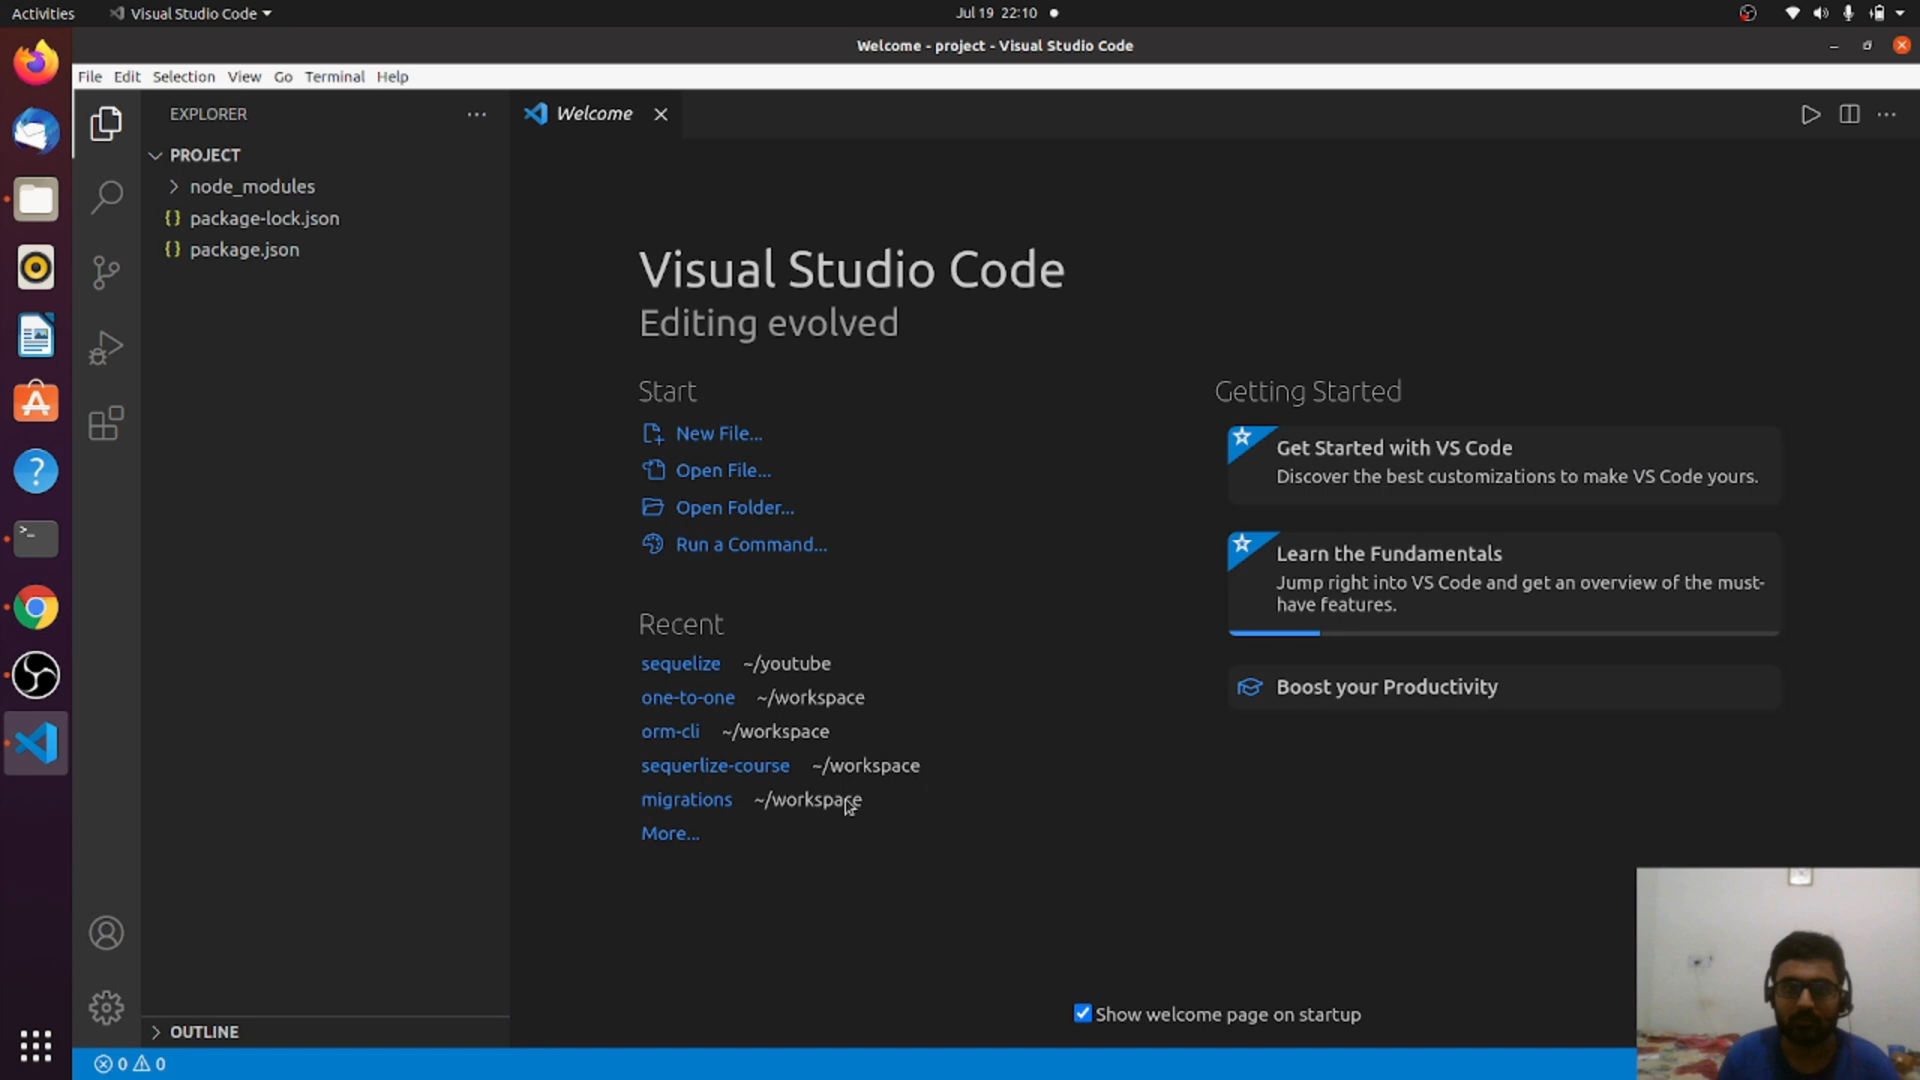 Activities
Visual Studio Code
Jul 19 22:10
Welcome - project - Visual Studio Code
File Edit Selection View Go Terminal Help
EXPLORER
Welcome
PROJECT
node_modules
{} package-lock.json
{} package.json
Visual Studio Code
Editing evolved
Start
New File...
Open File...
Open Folder...
Run a Command...
Recent
sequelize ~/youtube
one-to-one ~/workspace
orm-cli ~/workspace
sequerlize-course ~/workspace
migrations ~/workspace
More...
Getting Started
Get Started with VS Code
Discover the best customizations to make VS Code yours.
Learn the Fundamentals
Jump right into VS Code and get an overview of the must-
have features.
Boost your Productivity
Show welcome page on startup
OUTLINE
0 0